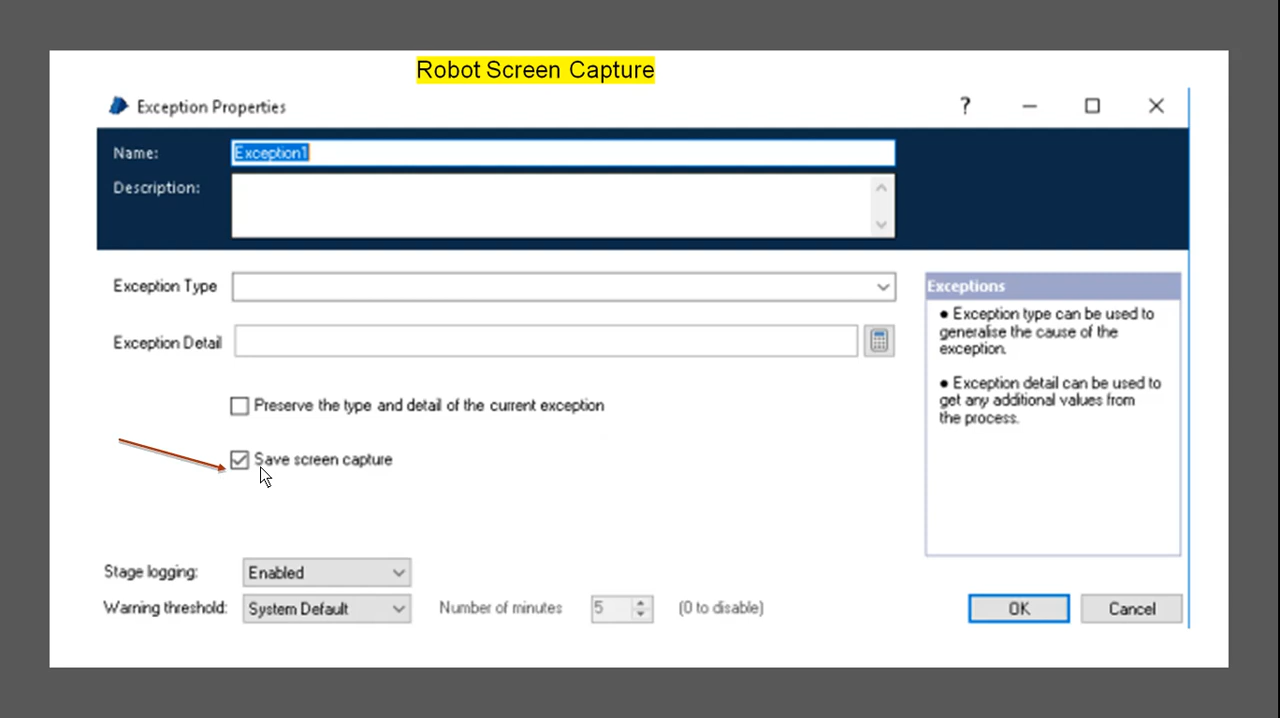 Robot Screen Capture
Exception Properties
?
Name: Exception1
Description:
Exception Type
Exceptions
● Exception type can be used to
generalise the cause of the
exception.
Exception Detail
● Exception detail can be used to
get any additional values from
the process.
Preserve the type and detail of the current exception
Save screen capture
Stage logging: Enabled
Warning threshold: System Default Number of minutes 5 (0 to disable)
OK Cancel